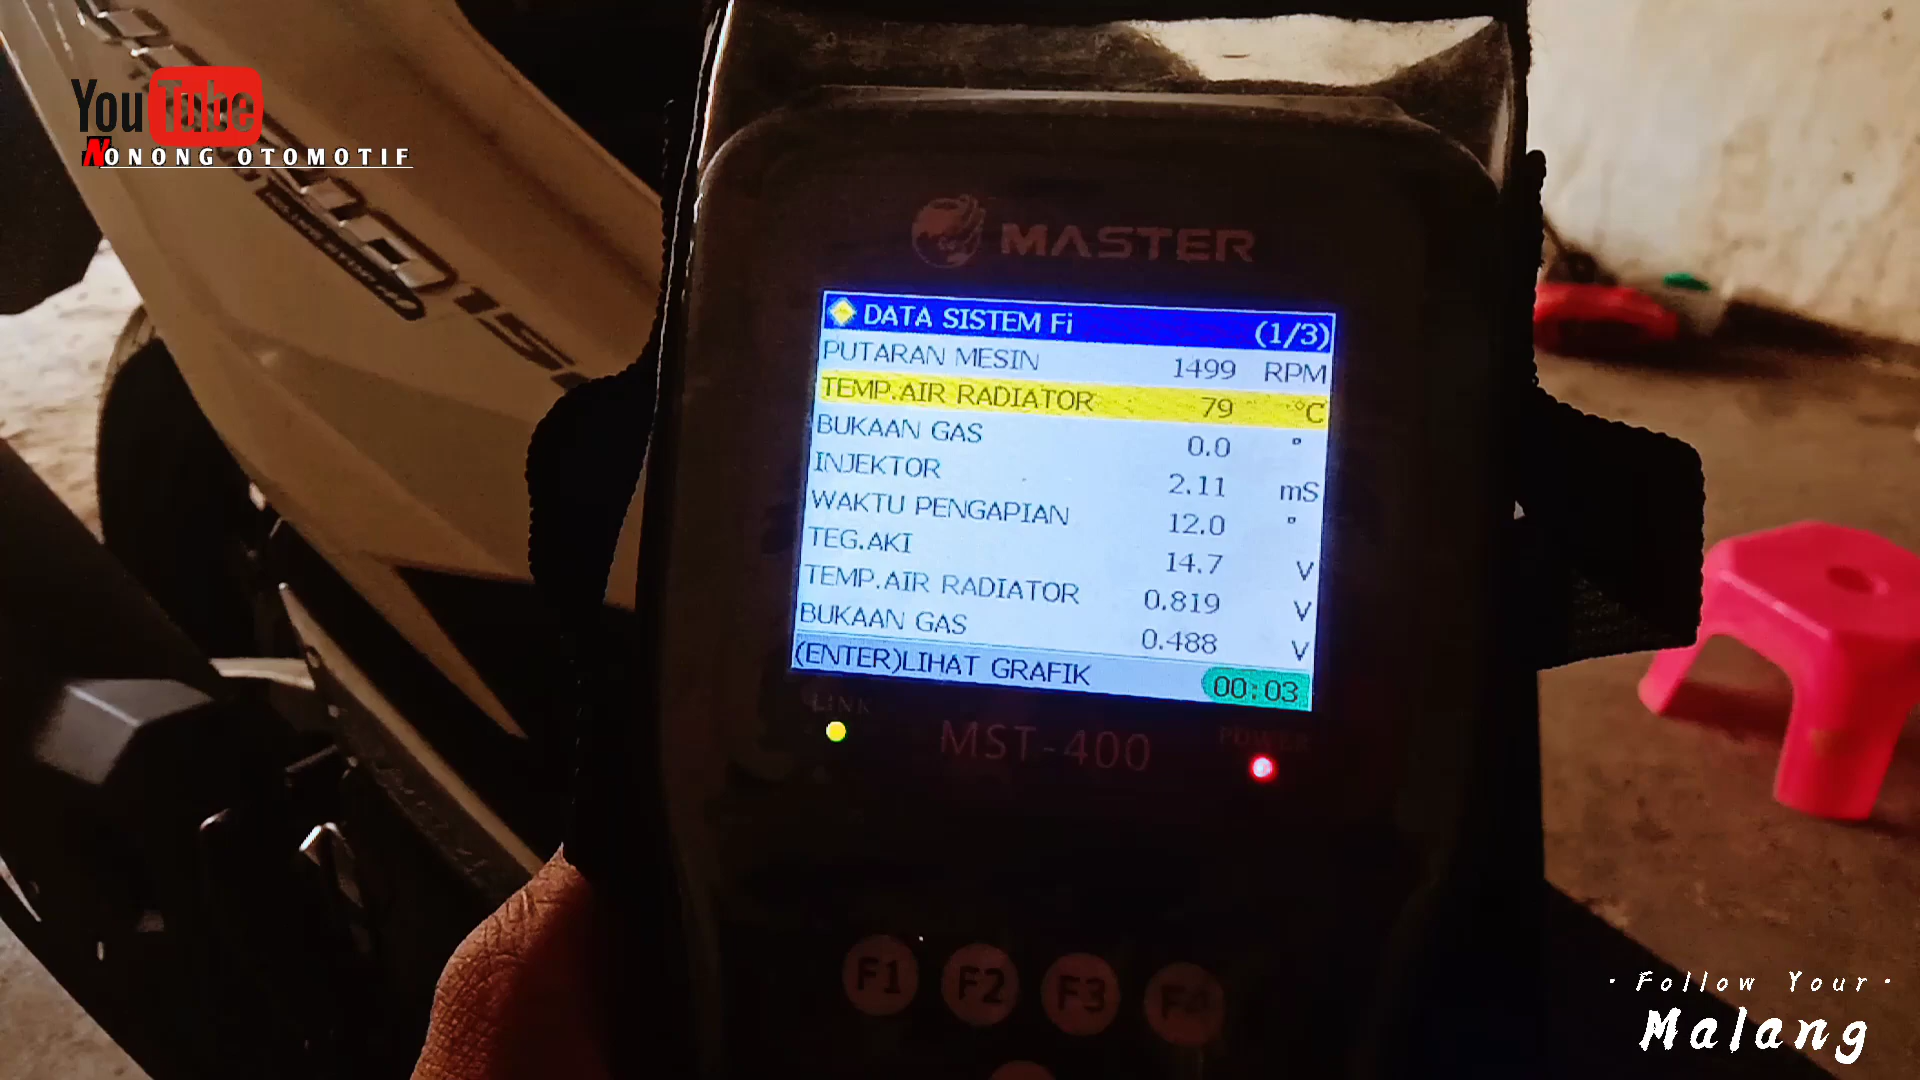 YouTube
NONONG OTOMOTIF
150
MASTER
DATA SISTEM Fi (1/3)
PUTARAN MESIN 1499 RPM
TEMP.AIR RADIATOR 79 °C
BUKAAN GAS 0.0 °
INJEKTOR 2.11 mS
WAKTU PENGAPIAN 12.0 °
TEG.AKI 14.7 V
TEMP.AIR RADIATOR 0.819 V
BUKAAN GAS 0.488 V
(ENTER)LIHAT GRAFIK 00:03
LINK
POWER
MST-400
F1 F2 F3 F4
· Follow Your ·
Malang